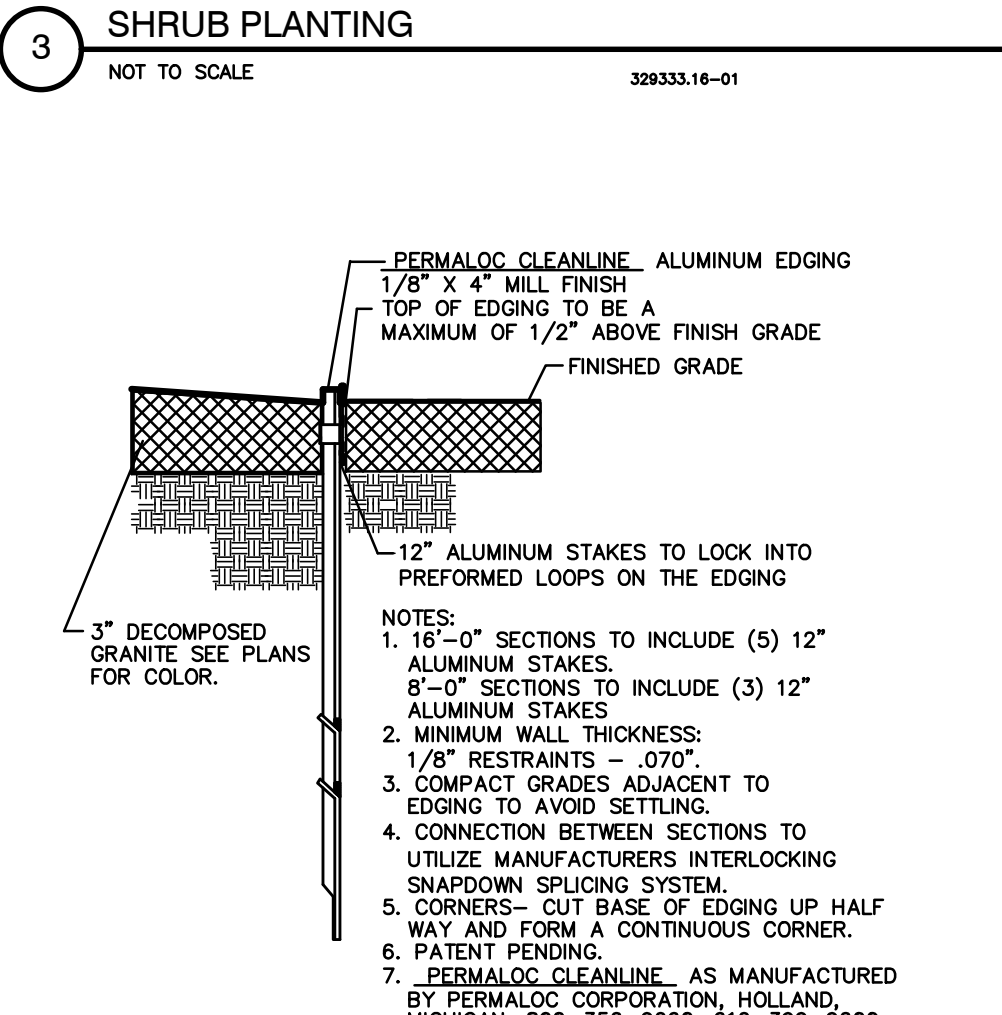 3
SHRUB PLANTING
NOT TO SCALE
329333.16-01
PERMALOC CLEANLINE ALUMINUM EDGING
1/8" X 4" MILL FINISH
TOP OF EDGING TO BE A
MAXIMUM OF 1/2" ABOVE FINISH GRADE
FINISHED GRADE
12" ALUMINUM STAKES TO LOCK INTO
PREFORMED LOOPS ON THE EDGING
3" DECOMPOSED
GRANITE SEE PLANS
FOR COLOR.
NOTES:
1. 16'-0" SECTIONS TO INCLUDE (5) 12"
ALUMINUM STAKES.
8'-0" SECTIONS TO INCLUDE (3) 12"
ALUMINUM STAKES
2. MINIMUM WALL THICKNESS:
1/8" RESTRAINTS - .070".
3. COMPACT GRADES ADJACENT TO
EDGING TO AVOID SETTLING.
4. CONNECTION BETWEEN SECTIONS TO
UTILIZE MANUFACTURERS INTERLOCKING
SNAPDOWN SPLICING SYSTEM.
5. CORNERS- CUT BASE OF EDGING UP HALF
WAY AND FORM A CONTINUOUS CORNER.
6. PATENT PENDING.
7. PERMALOC CLEANLINE AS MANUFACTURED
BY PERMALOC CORPORATION, HOLLAND,
MICHIGAN